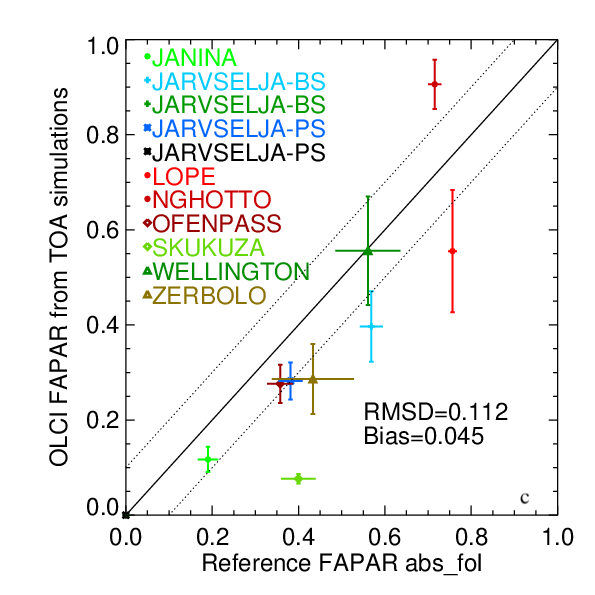 1.0
0.8
0.6
0.4
0.2
0.0
OLCI FAPAR from TOA simulations
JANINA
JARVSELJA-BS
JARVSELJA-BS
JARVSELJA-PS
JARVSELJA-PS
LOPE
NGHOTTO
OFENPASS
SKUKUZA
WELLINGTON
ZERBOLO
RMSD=0.112
Bias=0.045
c
0.0 0.2 0.4 0.6 0.8 1.0
Reference FAPAR abs_fol